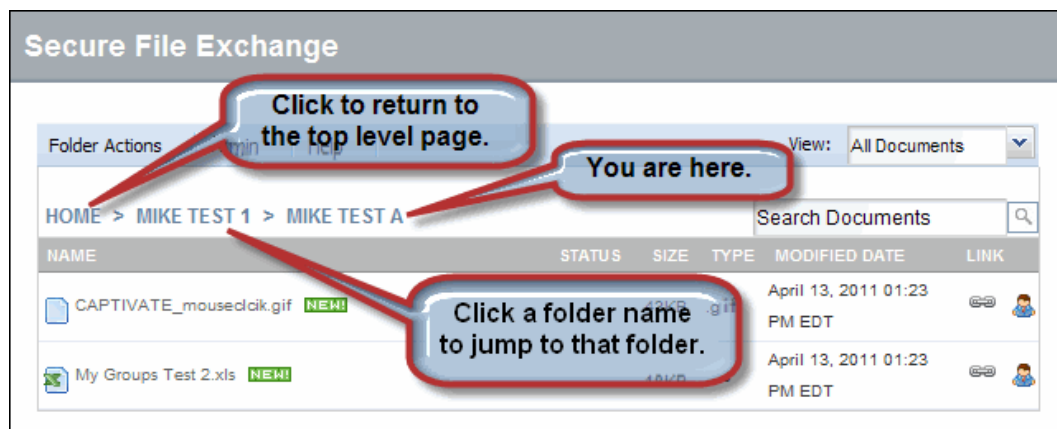 Secure File Exchange
Click to return to
the top level page.
Folder Actions
Help
View: All Documents
You are here.
HOME > MIKE TEST 1 > MIKE TEST A
Search Documents
NAME STATUS SIZE TYPE MODIFIED DATE LINK
CAPTIVATE_mousedcik.gif NEW! .gif April 13, 2011 01:23
PM EDT
Click a folder name
to jump to that folder.
My Groups Test 2.xls NEW! April 13, 2011 01:23
PM EDT